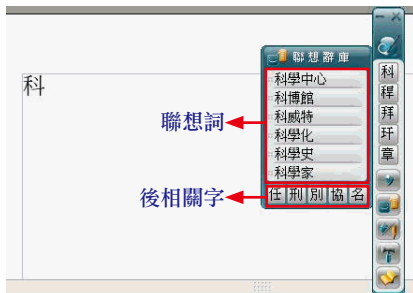 科
聯想詞
後相關字
聯想辭庫
科學中心
科博館
科威特
科學化
科學史
科學家
任 刑 別 協 名
科
稈
拜
玕
章